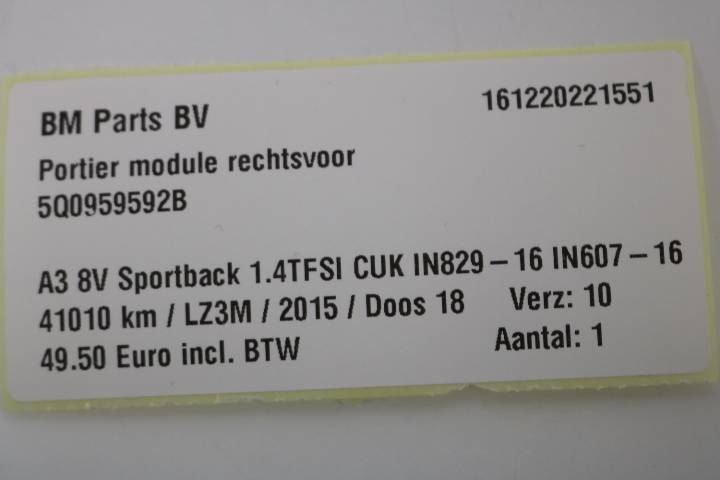 BM Parts BV 161220221551
Portier module rechtsvoor
5Q0959592B
A3 8V Sportback 1.4TFSI CUK IN829-16 IN607-16
41010 km / LZ3M / 2015 / Doos 18 Verz: 10
49.50 Euro incl. BTW Aantal: 1